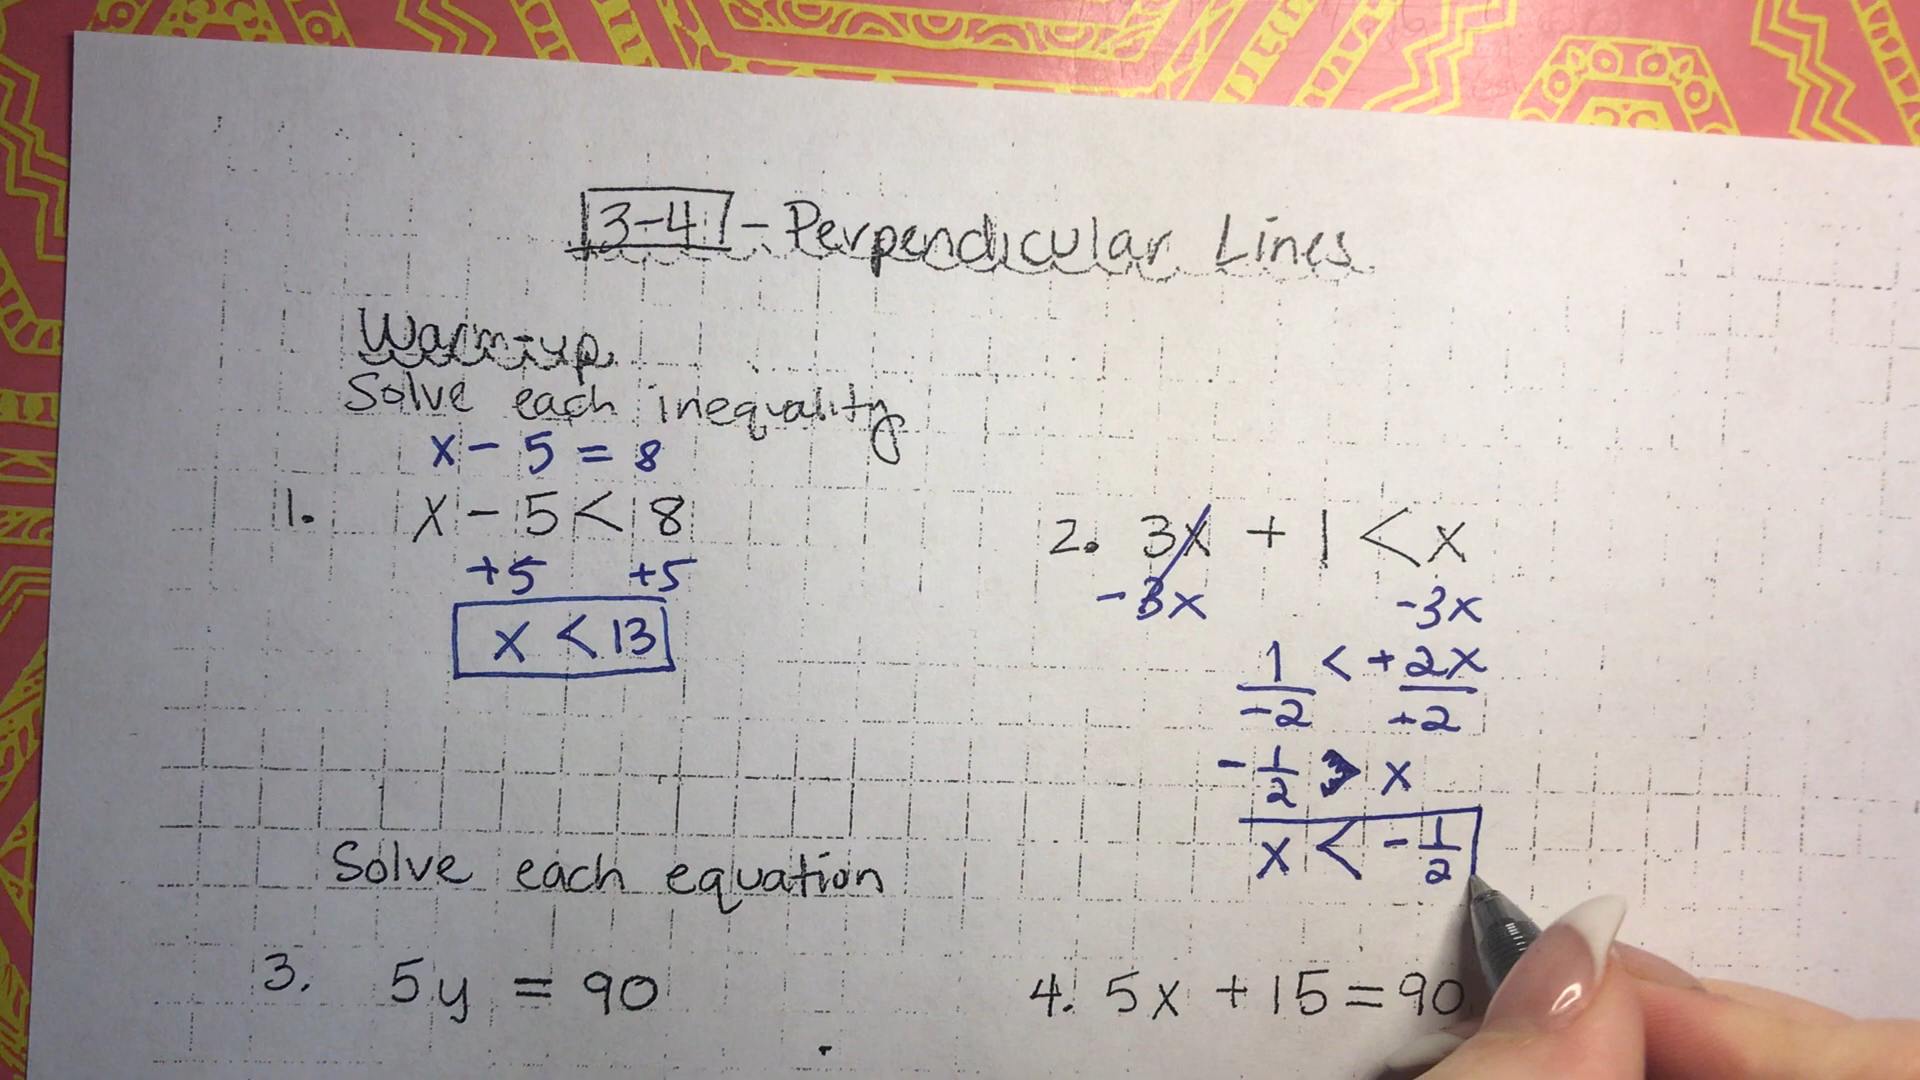 3-4 - Perpendicular Lines
Warm-up
Solve each inequality
x - 5 = 8
1. x - 5 < 8
+5 +5
x < 13
2. 3x + 1 < x
-3x -3x
1 < +2x
-2 +2
-1/2 > x
x < -1/2
Solve each equation
3. 5y = 90
4. 5x + 15 = 90